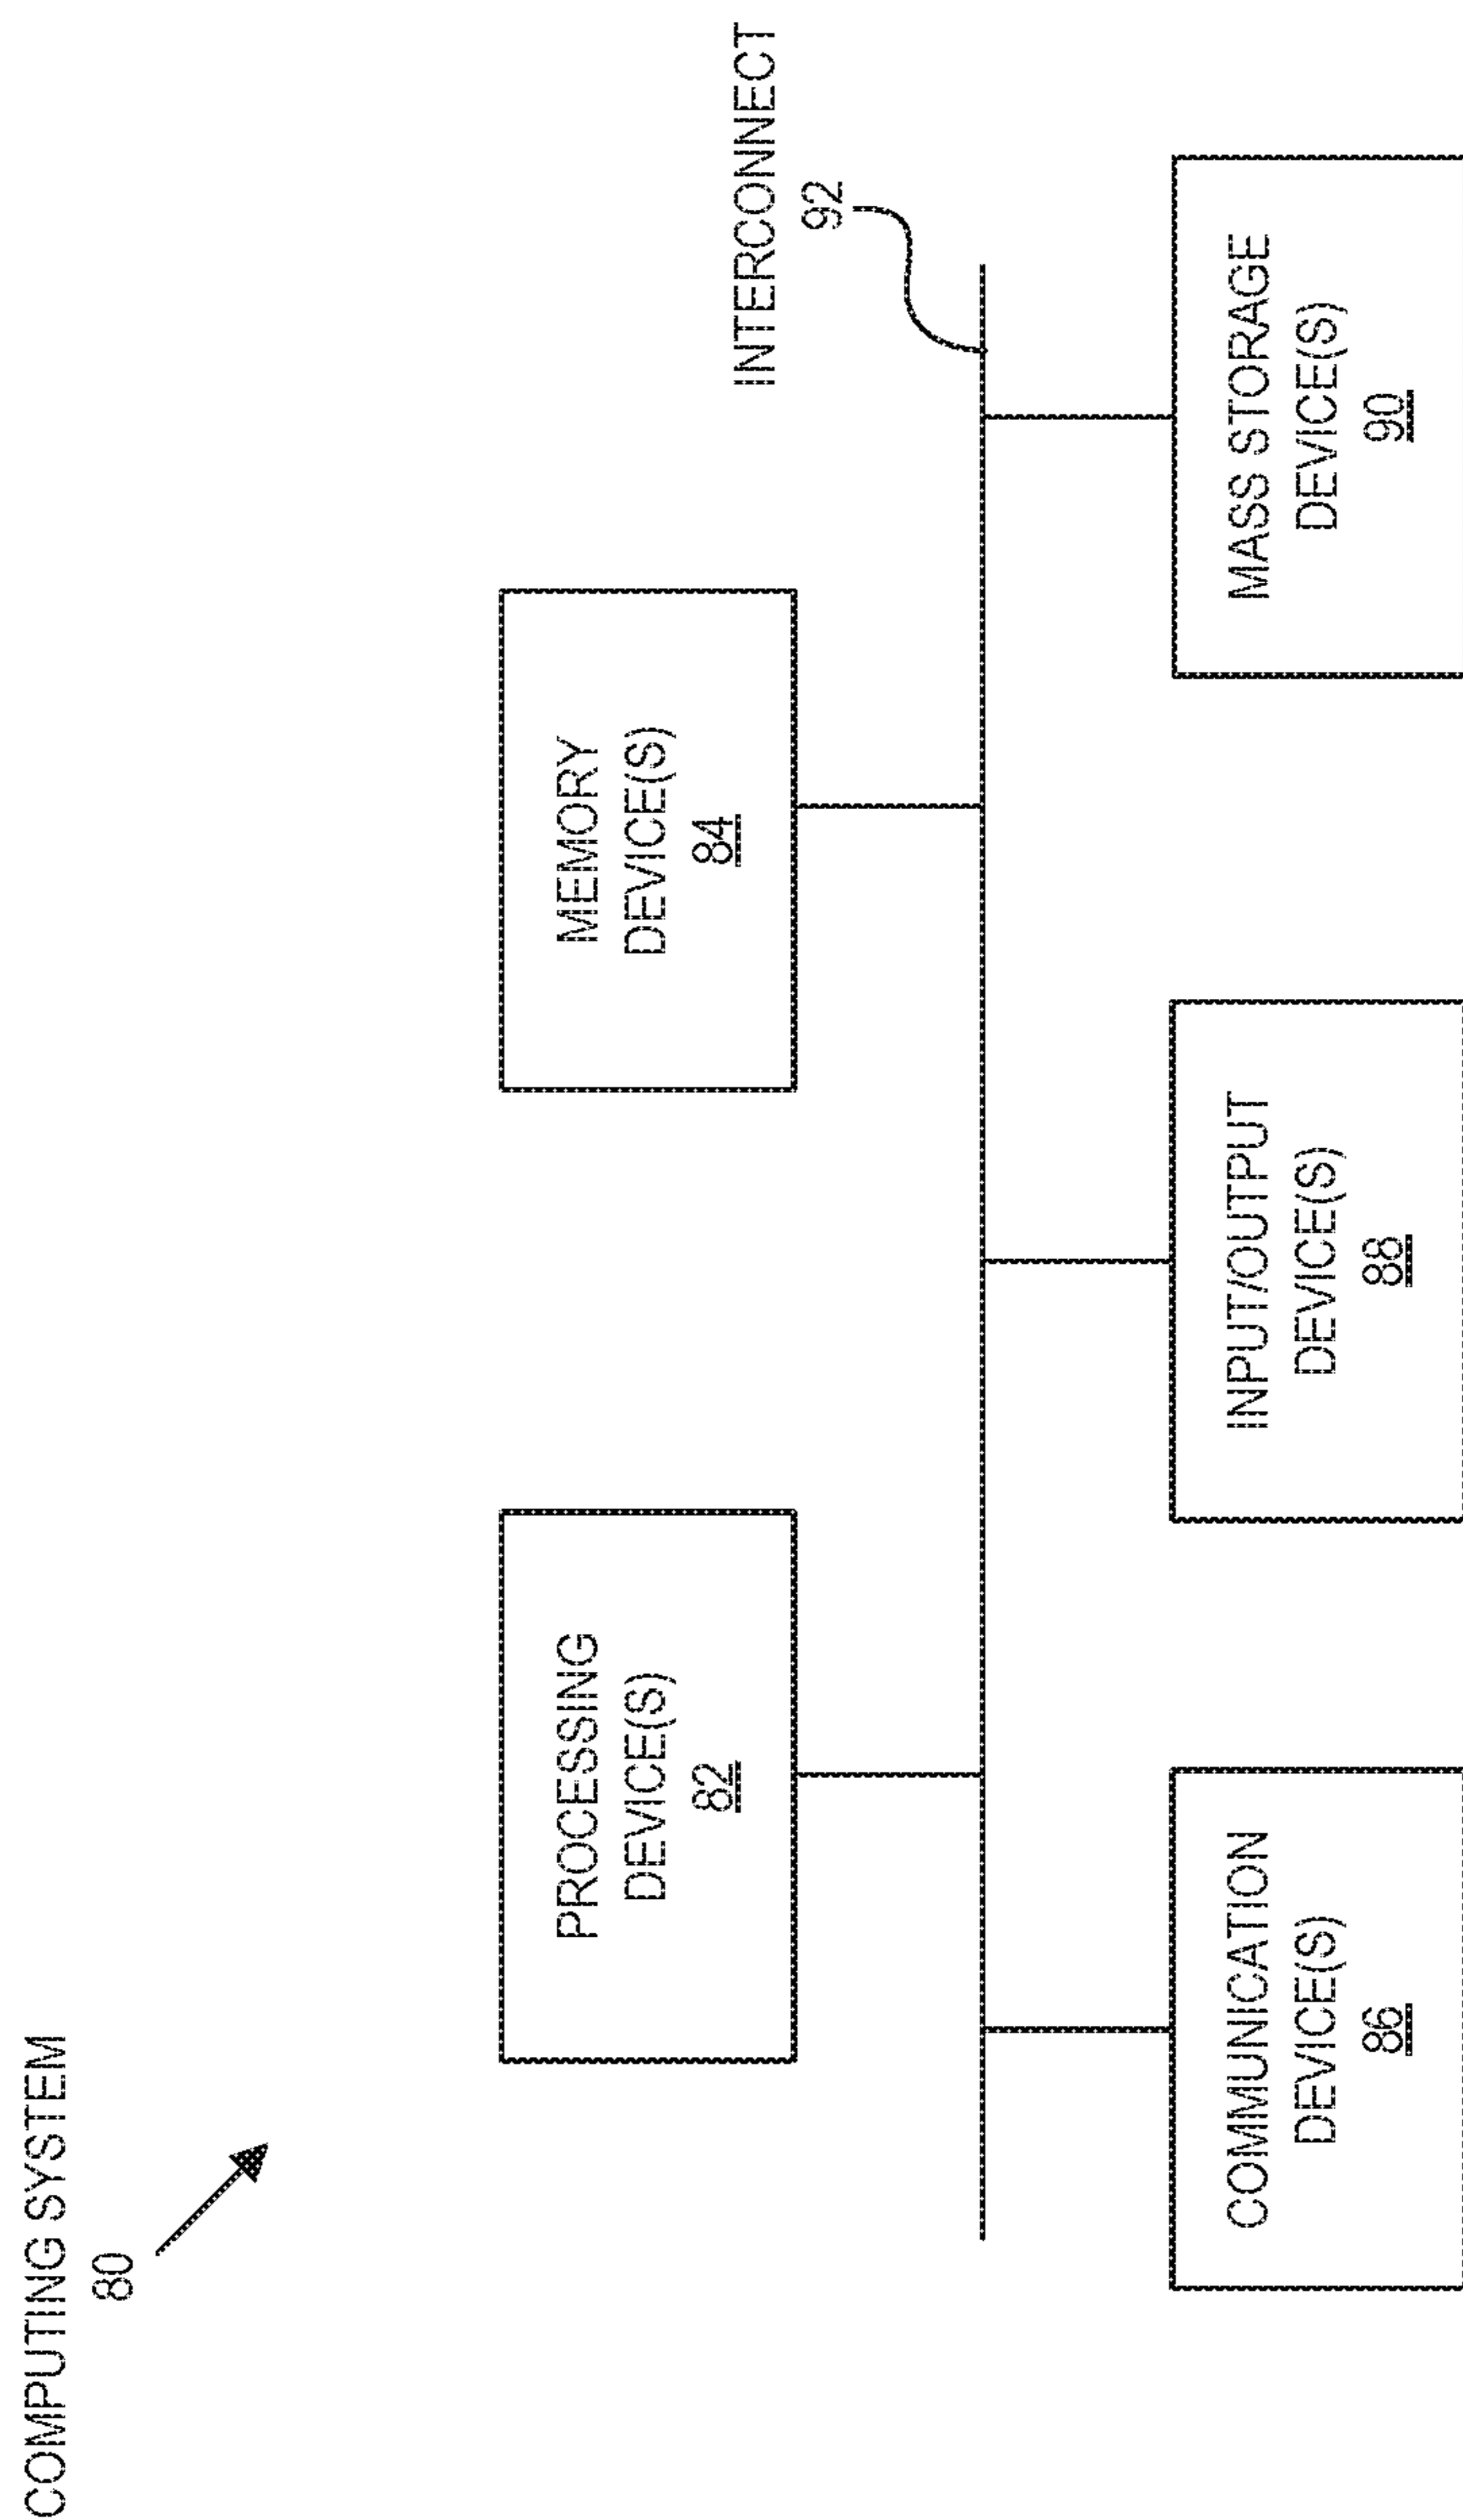 COMPUTING SYSTEM
80
PROCESSING
DEVICE(S)
82
MEMORY
DEVICE(S)
84
INTERCONNECT
92
COMMUNICATION
DEVICE(S)
86
INPUT/OUTPUT
DEVICE(S)
88
MASS STORAGE
DEVICE(S)
90